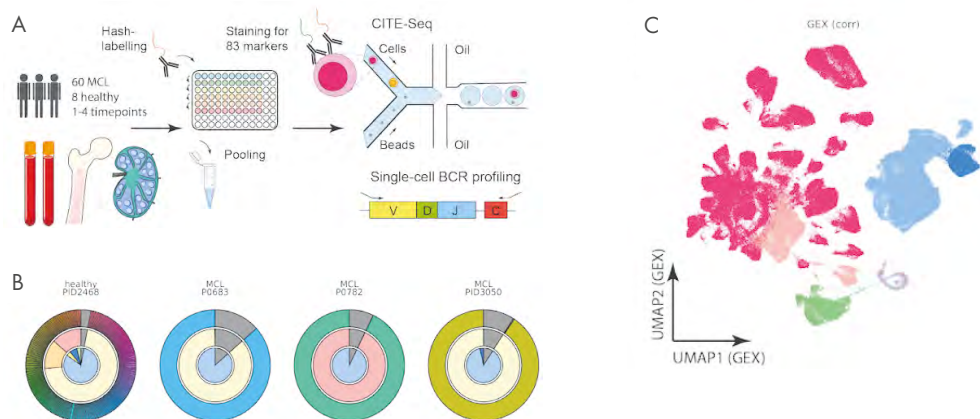 A
Hash-
labelling
Staining for
83 markers
CITE-Seq
Cells
Oil
60 MCL
8 healthy
1-4 timepoints
Pooling
Beads
Oil
Single-cell BCR profiling
V
D
J
C
B
healthy
PID2468
MCL
P0683
MCL
P0782
MCL
PID3050
C
GEX (corr)
UMAP2 (GEX)
UMAP1 (GEX)